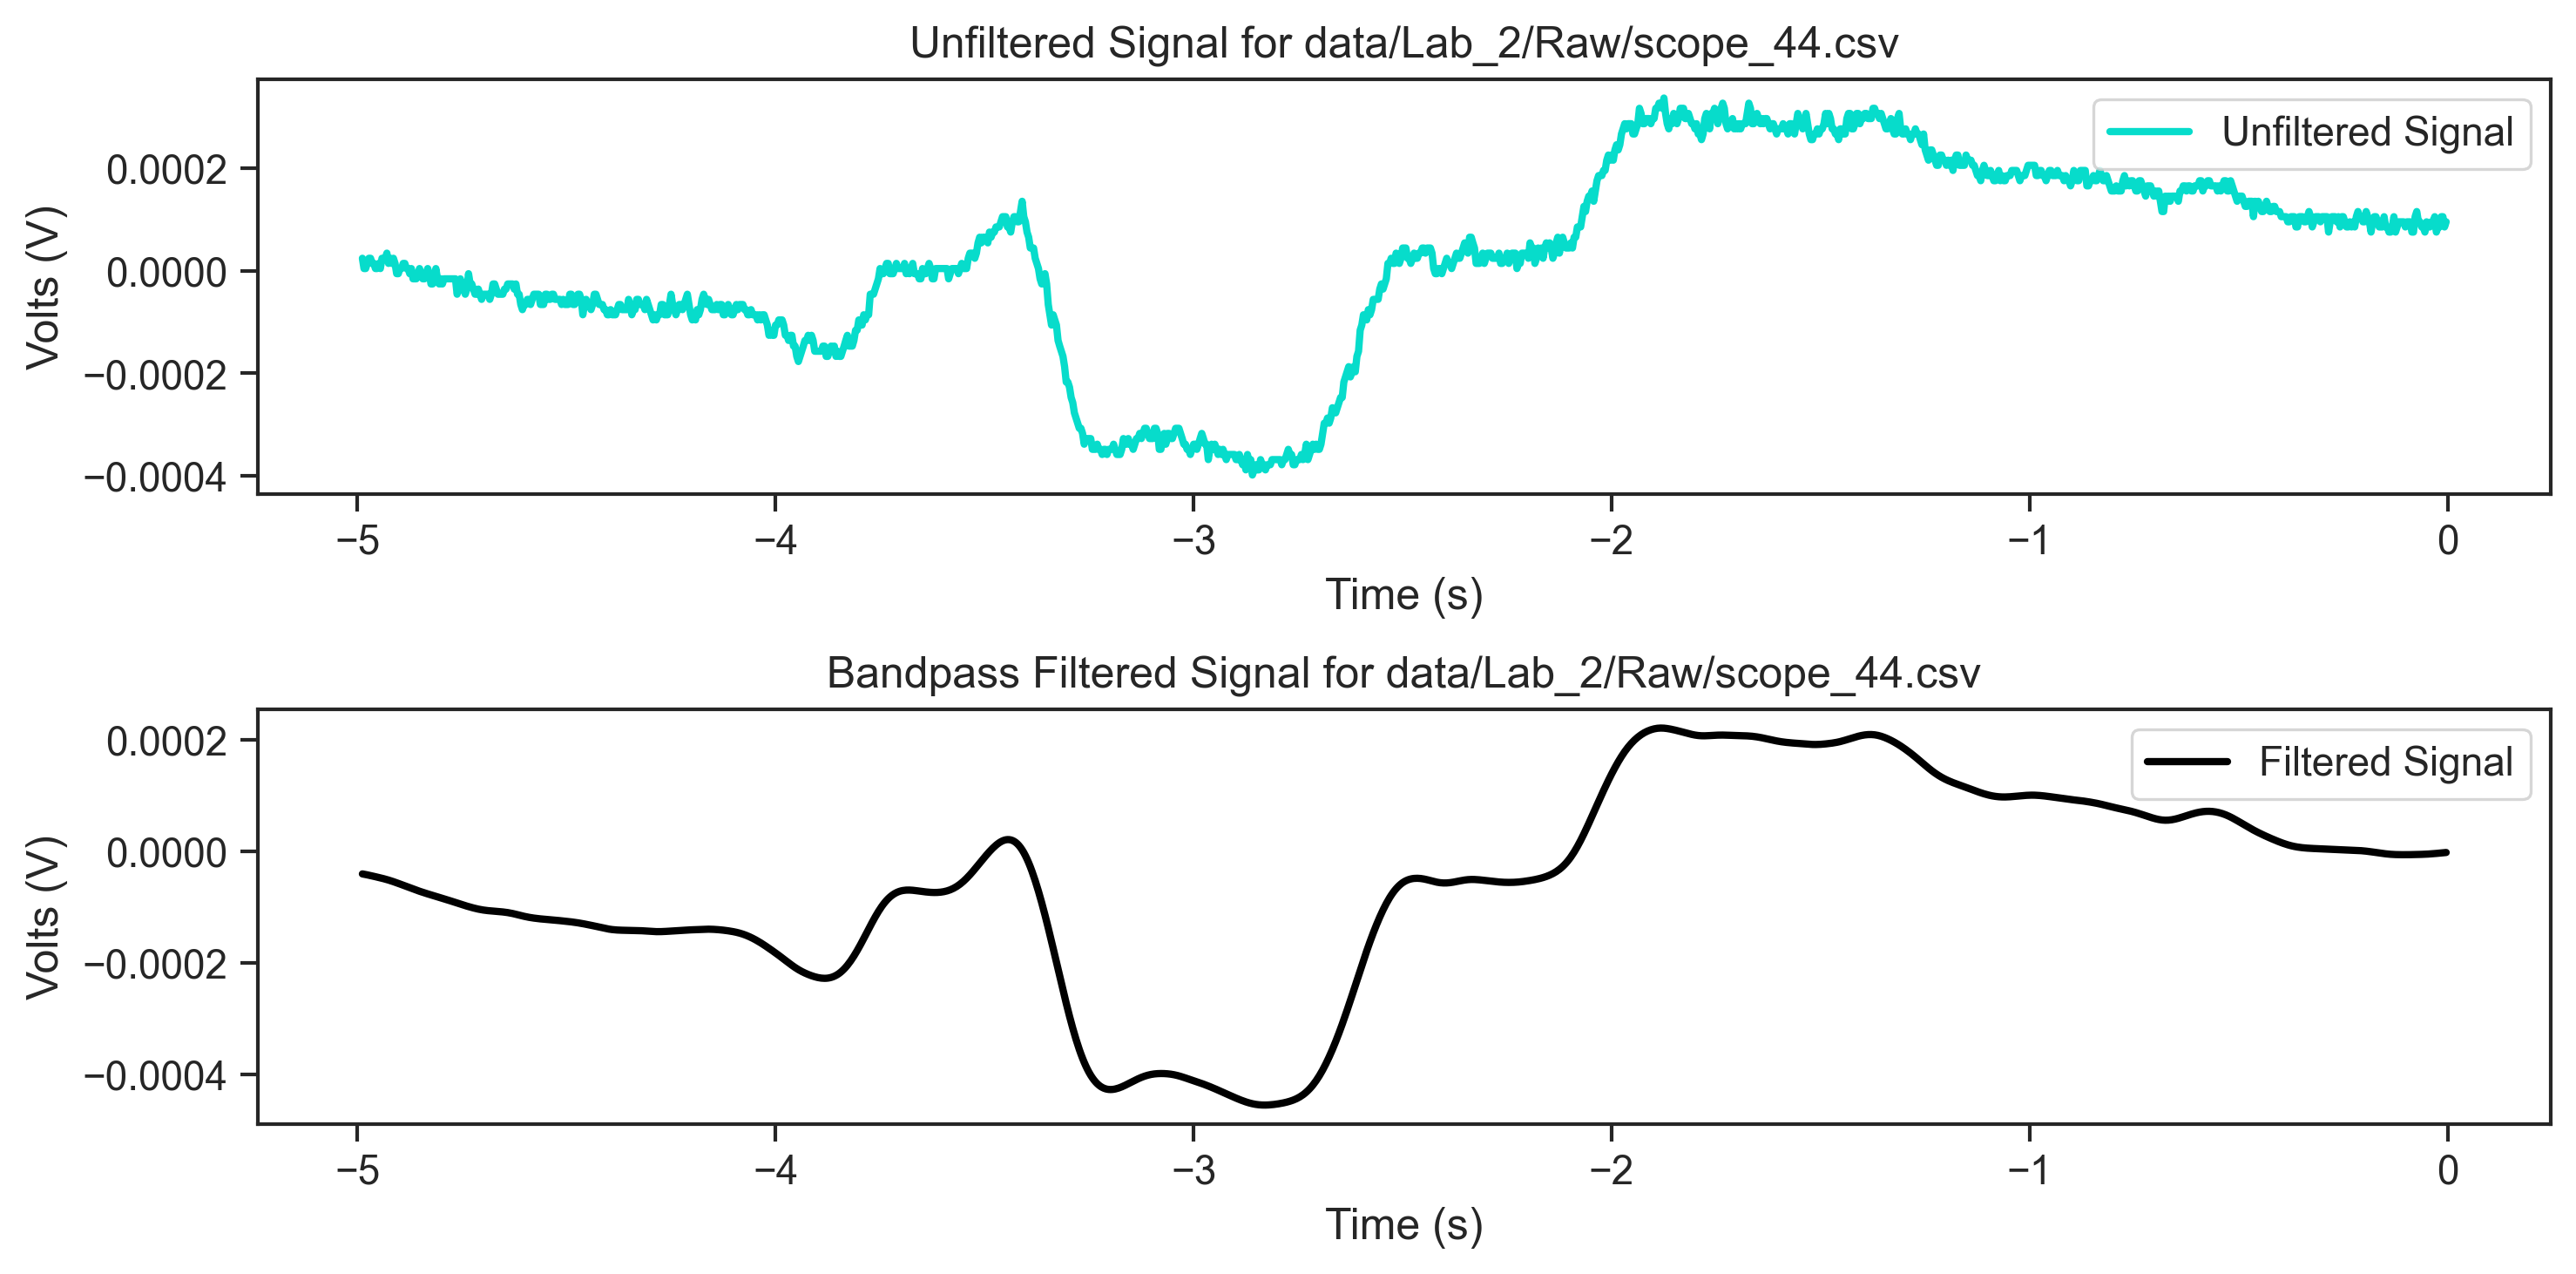 Unfiltered Signal for data/Lab_2/Raw/scope_44.csv
Unfiltered Signal
Volts (V)
0.0002
0.0000
−0.0002
−0.0004
−5 −4 −3 −2 −1 0
Time (s)
Bandpass Filtered Signal for data/Lab_2/Raw/scope_44.csv
Filtered Signal
Volts (V)
0.0002
0.0000
−0.0002
−0.0004
−5 −4 −3 −2 −1 0
Time (s)